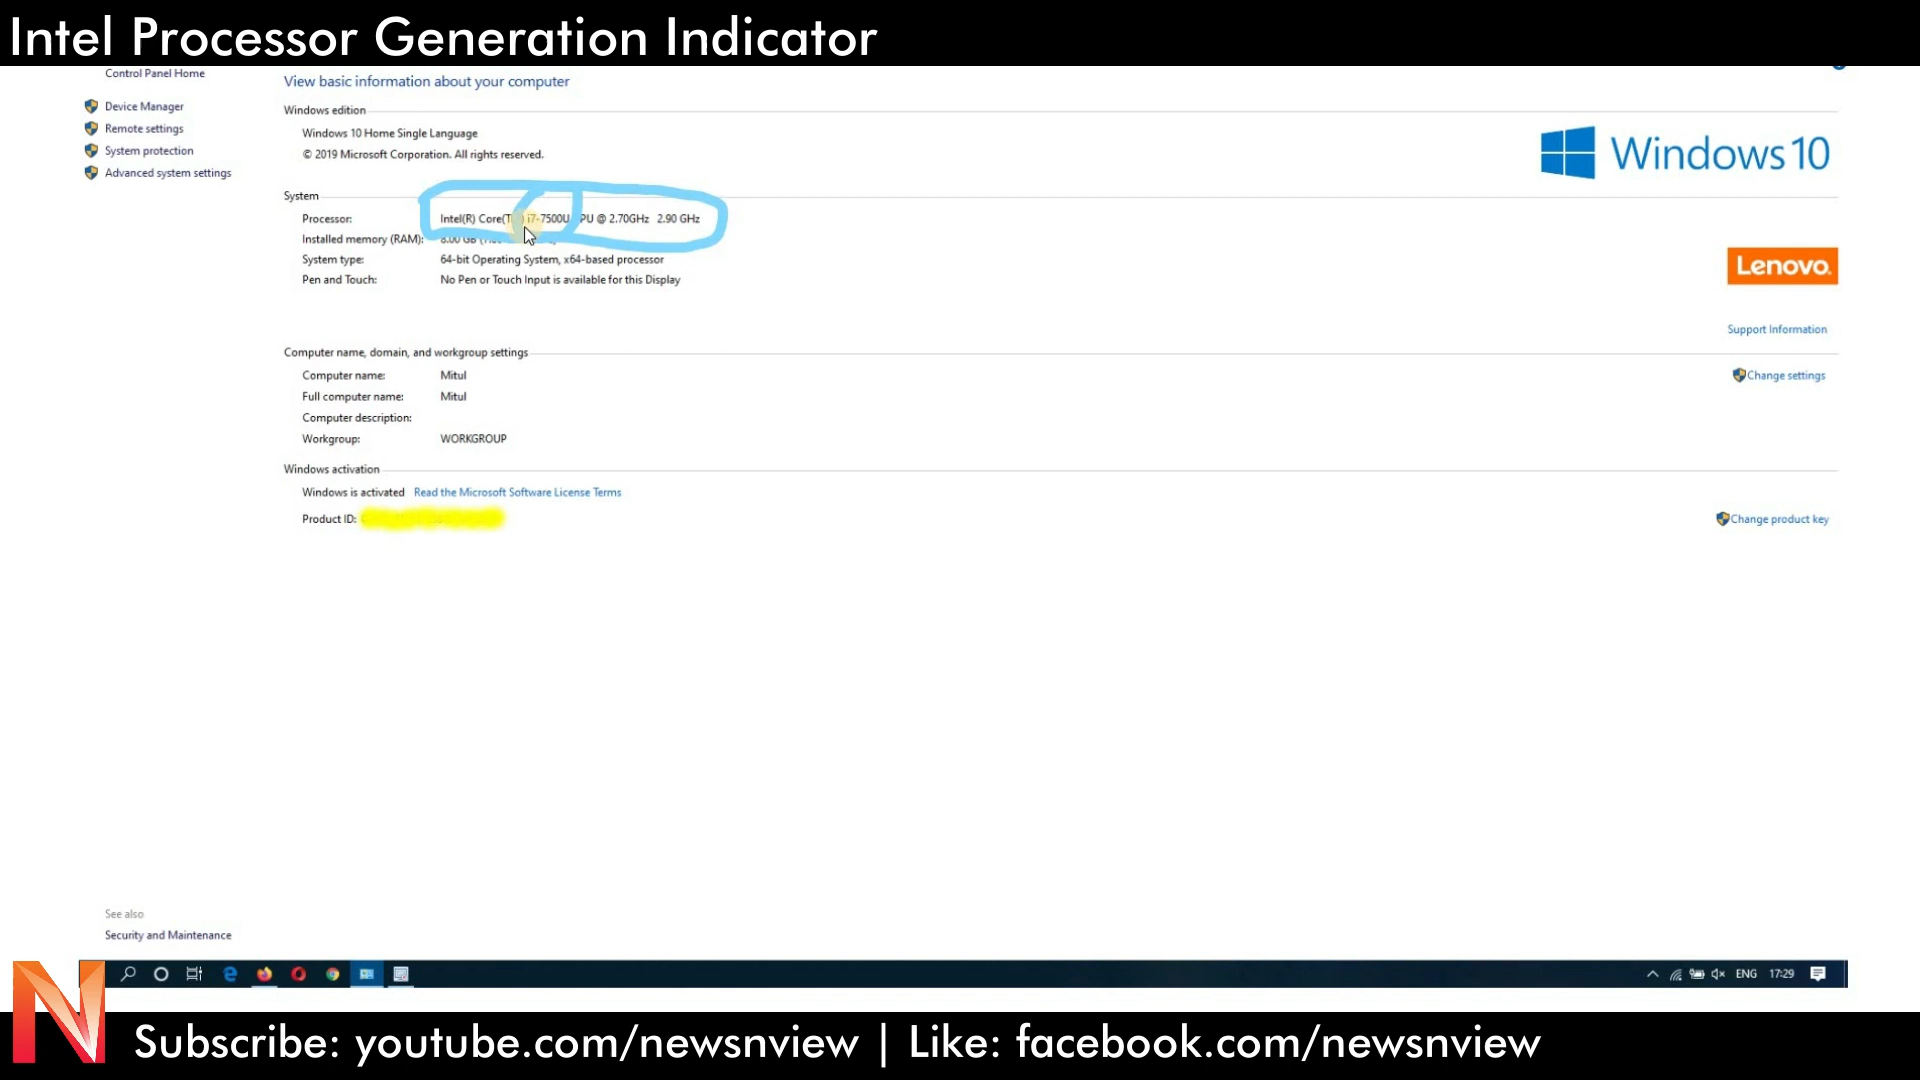 Intel Processor Generation Indicator
Control Panel Home
Device Manager
Remote settings
System protection
Advanced system settings
View basic information about your computer
Windows edition
Windows 10 Home Single Language
© 2019 Microsoft Corporation. All rights reserved.
Windows 10
System
Processor: Intel(R) i7-7500U @ 2.70GHz 2.90 GHz
Installed memory (RAM): 8.00 GB
System type: 64-bit Operating System, x64-based processor
Pen and Touch: No Pen or Touch Input is available for this Display
Lenovo
Support Information
Computer name, domain, and workgroup settings
Computer name: Mitul
Full computer name: Mitul
Computer description:
Workgroup: WORKGROUP
Change settings
Windows activation
Windows is activated Read the Microsoft Software License Terms
Product ID:
Change product key
See also
Security and Maintenance
ENG 17:29
N
Subscribe: youtube.com/newsnview | Like: facebook.com/newsnview